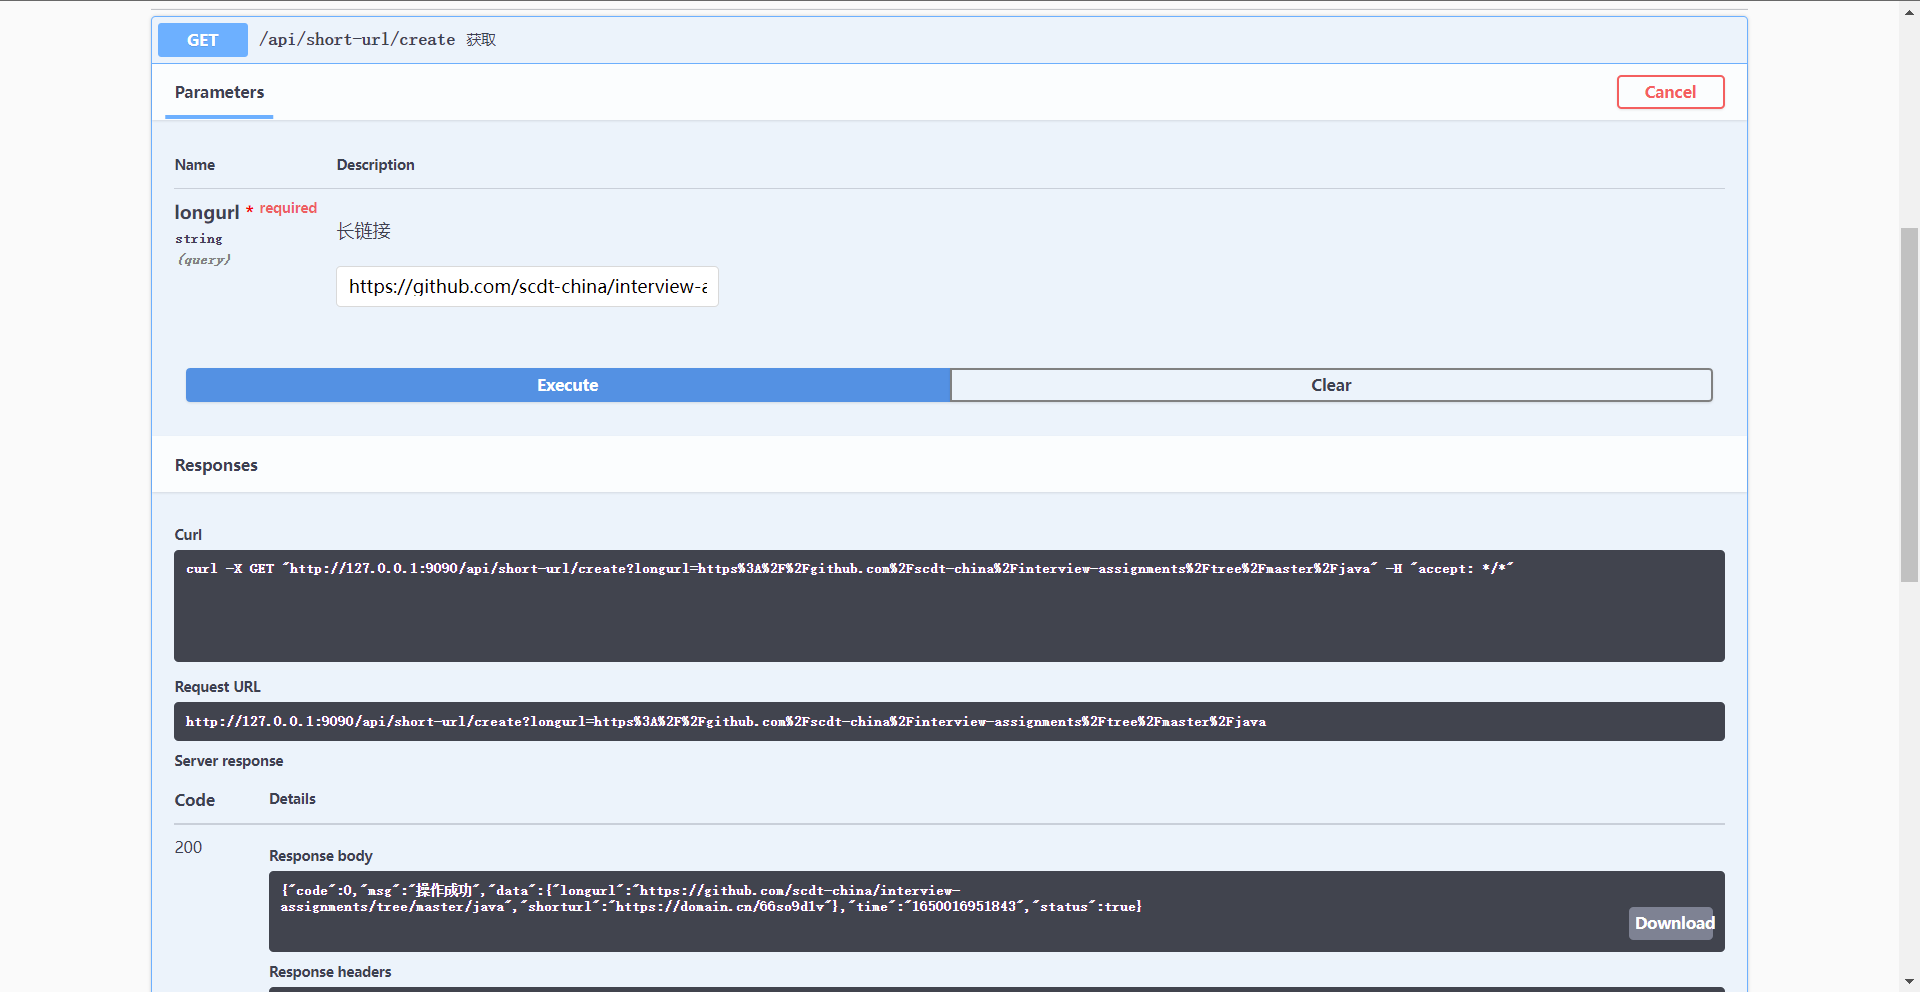 GET /api/short-url/create 获取
Parameters
Cancel
Name Description
longurl * required
string
(query)
长链接
https://github.com/scdt-china/interview-a
Execute Clear
Responses
Curl
curl -X GET "http://127.0.0.1:9090/api/short-url/create?longurl=https%3A%2F%2Fgithub.com%2Fscdt-china%2Finterview-assignments%2Ftree%2Fmaster%2Fjava" -H "accept: */*"
Request URL
http://127.0.0.1:9090/api/short-url/create?longurl=https%3A%2F%2Fgithub.com%2Fscdt-china%2Finterview-assignments%2Ftree%2Fmaster%2Fjava
Server response
Code Details
200
Response body
{"code":0,"msg":"操作成功","data":{"longurl":"https://github.com/scdt-china/interview-
assignments/tree/master/java","shorturl":"https://domain.cn/66so9dlv"},"time":"1650016951843","status":true}
Download
Response headers